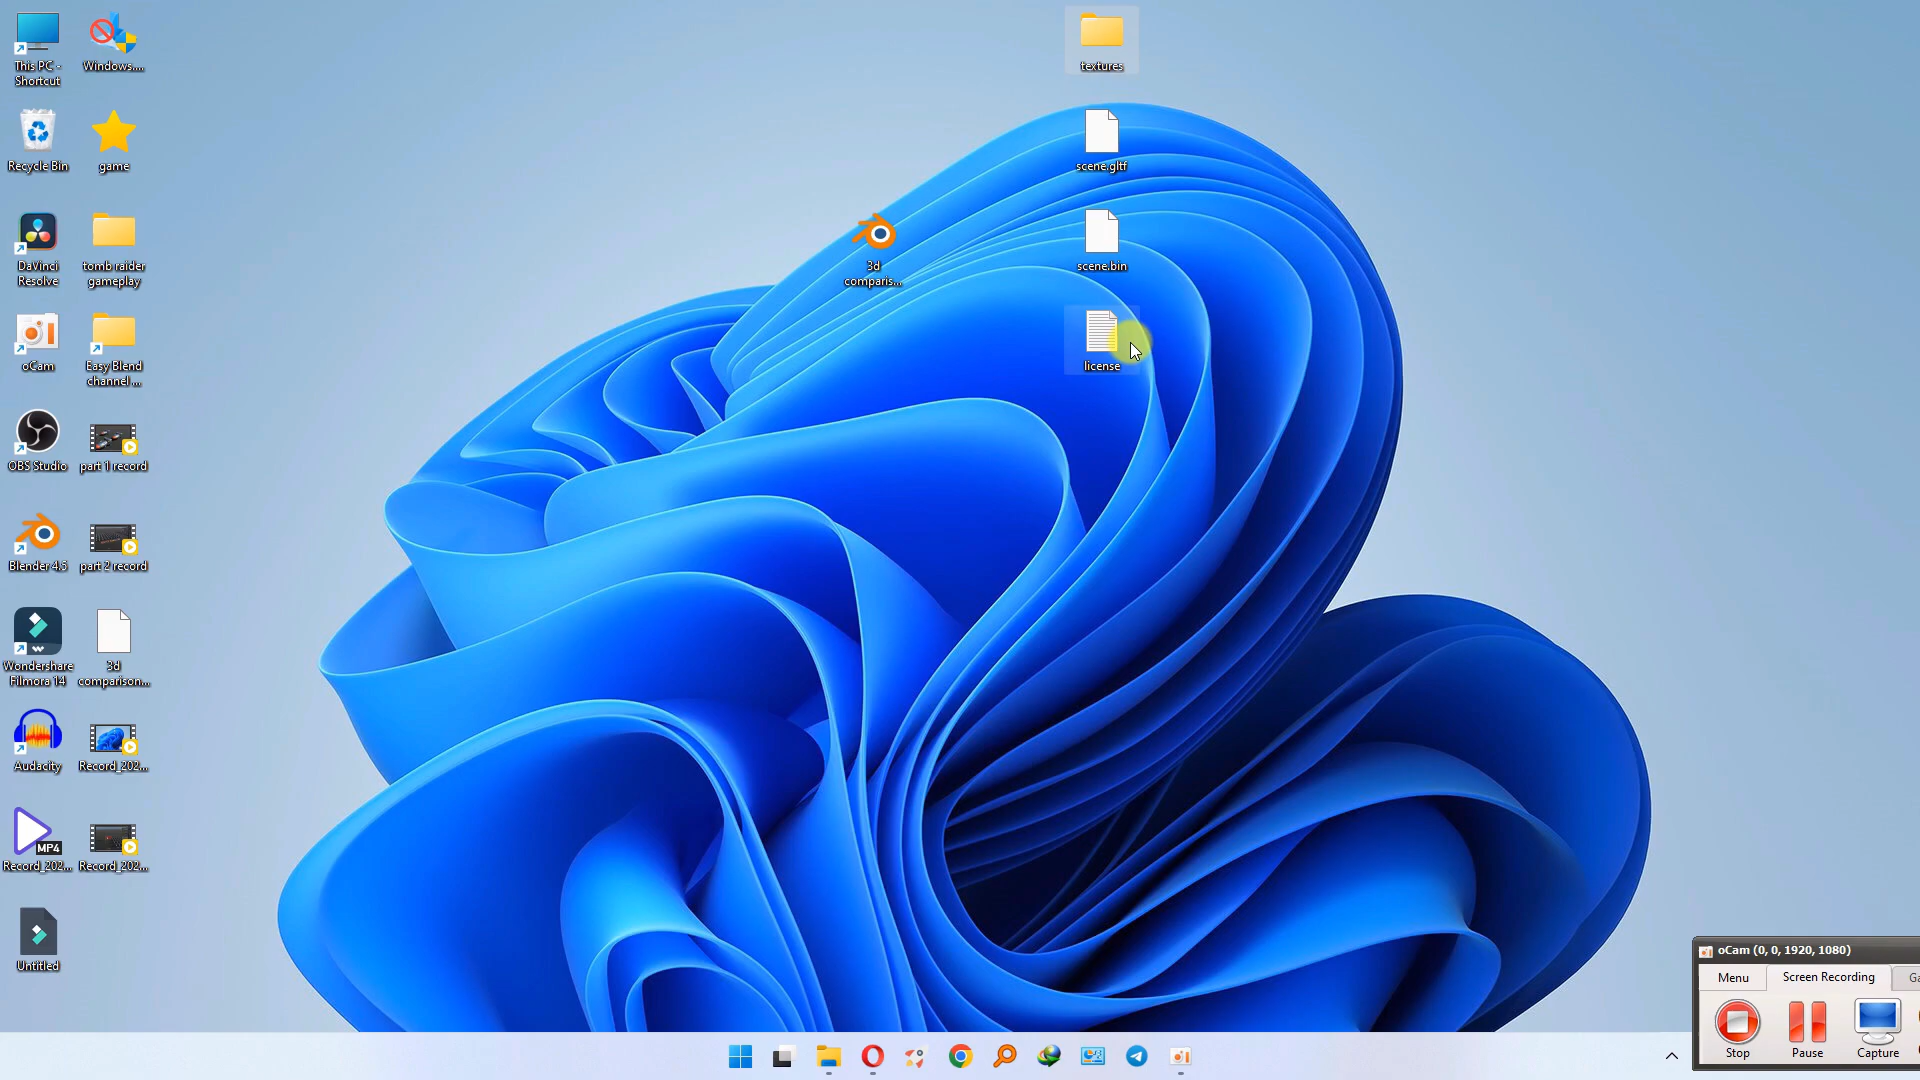 This PC -
Shortcut
Windows....
Recycle Bin
game
DaVinci
Resolve
tomb raider
gameplay
oCam
Easy Blend
channel ...
OBS Studio
part 1 record
Blender 4.5
part 2 record
Wondershare
Filmora 14
3d
comparison...
Audacity
Record_202...
MP4
Record_202...
Record_202...
Untitled
3d
comparis...
textures
scene.gltf
scene.bin
license
oCam (0, 0, 1920, 1080)
Menu
Screen Recording
Ga
Stop
Pause
Capture